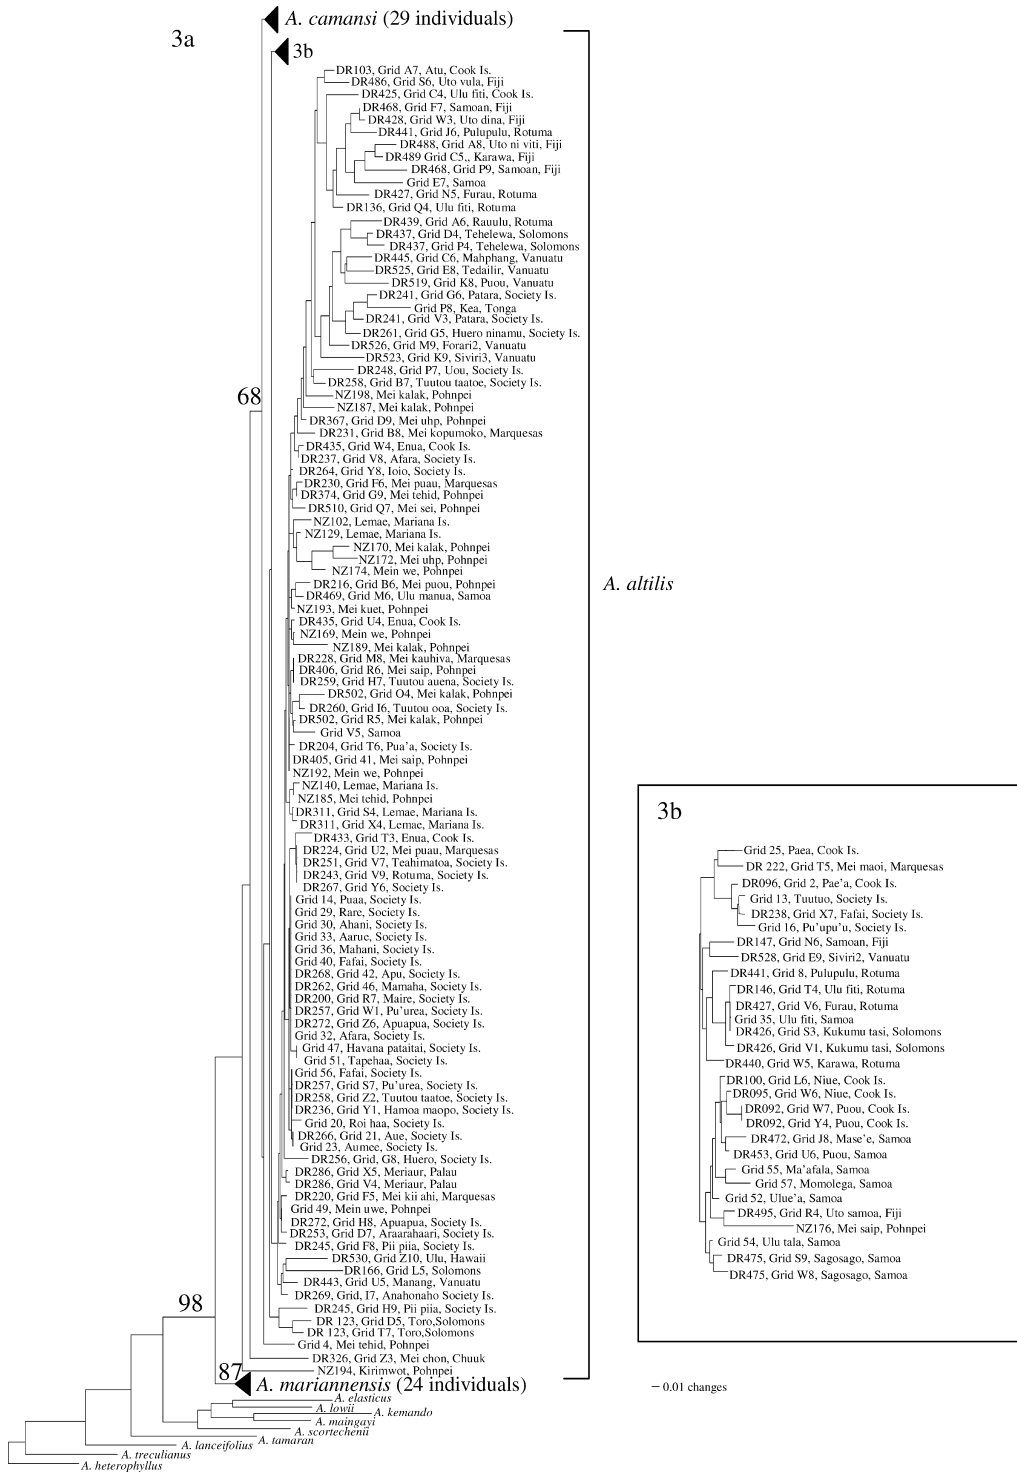 A. camansi (29 individuals)
3a
3b
DR103, Grid A7, Atu, Cook Is.
DR486, Grid S6, Uto vula, Fiji
DR425, Grid C4, Ulu fiti, Cook Is.
DR468, Grid F7, Samoan, Fiji
DR428, Grid W3, Uto dina, Fiji
DR441, Grid J6, Pulupulu, Rotuma
DR488, Grid A8, Uto ni viti, Fiji
DR489 Grid C5,, Karawa, Fiji
DR468, Grid P9, Samoan, Fiji
Grid E7, Samoa
DR427, Grid N5, Furau, Rotuma
DR136, Grid Q4, Ulu fiti, Rotuma
DR439, Grid A6, Rauulu, Rotuma
DR437, Grid D4, Tehelewa, Solomons
DR437, Grid P4, Tehelewa, Solomons
DR445, Grid C6, Mahphang, Vanuatu
DR525, Grid E8, Tedailir, Vanuatu
DR519, Grid K8, Puou, Vanuatu
DR241, Grid G6, Patara, Society Is.
Grid P8, Kea, Tonga
DR241, Grid V3, Patara, Society Is.
DR261, Grid G5, Huero ninamu, Society Is.
DR526, Grid M9, Forari2, Vanuatu
DR523, Grid K9, Siviri3, Vanuatu
DR248, Grid P7, Uou, Society Is.
DR258, Grid B7, Tuutou taatoe, Society Is.
NZ198, Mei kalak, Pohnpei
NZ187, Mei kalak, Pohnpei
68
DR367, Grid D9, Mei uhp, Pohnpei
DR231, Grid B8, Mei kopumoko, Marquesas
DR435, Grid W4, Enua, Cook Is.
DR237, Grid V8, Afara, Society Is.
DR264, Grid Y8, Ioio, Society Is.
DR230, Grid F6, Mei puau, Marquesas
DR374, Grid G9, Mei tehid, Pohnpei
DR510, Grid Q7, Mei sei, Pohnpei
NZ102, Lemae, Mariana Is.
NZ129, Lemae, Mariana Is.
NZ170, Mei kalak, Pohnpei
NZ172, Mei uhp, Pohnpei
NZ174, Mein we, Pohnpei
DR216, Grid B6, Mei puou, Pohnpei
A. altilis
DR469, Grid M6, Ulu manua, Samoa
NZ193, Mei kuet, Pohnpei
DR435, Grid U4, Enua, Cook Is.
NZ169, Mein we, Pohnpei
NZ189, Mei kalak, Pohnpei
DR228, Grid M8, Mei kauhiva, Marquesas
DR406, Grid R6, Mei saip, Pohnpei
DR259, Grid H7, Tuutou auena, Society Is.
DR502, Grid O4, Mei kalak, Pohnpei
DR260, Grid I6, Tuutou ooa, Society Is.
DR502, Grid R5, Mei kalak, Pohnpei
Grid V5, Samoa
DR204, Grid T6, Pua'a, Society Is.
DR405, Grid 41, Mei saip, Pohnpei
NZ192, Mein we, Pohnpei
NZ140, Lemae, Mariana Is.
NZ185, Mei tehid, Pohnpei
DR311, Grid S4, Lemae, Mariana Is.
DR311, Grid X4, Lemae, Mariana Is.
DR433, Grid T3, Enua, Cook Is.
DR224, Grid U2, Mei puau, Marquesas
DR251, Grid V7, Teahimatoa, Society Is.
DR243, Grid V9, Rotuma, Society Is.
DR267, Grid Y6, Society Is.
Grid 14, Puaa, Society Is.
Grid 29, Rare, Society Is.
Grid 30, Ahani, Society Is.
Grid 33, Aarue, Society Is.
Grid 36, Mahani, Society Is.
Grid 40, Fafai, Society Is.
DR268, Grid 42, Apu, Society Is.
DR262, Grid 46, Mamaha, Society Is.
DR200, Grid R7, Maire, Society Is.
DR257, Grid W1, Pu'urea, Society Is.
DR272, Grid Z6, Apuapua, Society Is.
Grid 32, Afara, Society Is.
Grid 47, Havana pataitai, Society Is.
Grid 51, Tapehaa, Society Is.
Grid 56, Fafai, Society Is.
DR257, Grid S7, Pu'urea, Society Is.
DR258, Grid Z2, Tuutou taatoe, Society Is.
DR236, Grid Y1, Hamoa maopo, Society Is.
Grid 20, Roi haa, Society Is.
DR266, Grid 21, Aue, Society Is.
Grid 23, Aumee, Society Is.
DR256, Grid, G8, Huero, Society Is.
DR286, Grid X5, Meriaur, Palau
DR286, Grid V4, Meriaur, Palau
DR220, Grid F5, Mei kii ahi, Marquesas
Grid 49, Mein uwe, Pohnpei
DR272, Grid H8, Apuapua, Society Is.
DR253, Grid D7, Araarahaari, Society Is.
DR245, Grid F8, Pii piia, Society Is.
DR530, Grid Z10, Ulu, Hawaii
DR166, Grid L5, Solomons
DR443, Grid U5, Manang, Vanuatu
DR269, Grid, I7, Anahonaho Society Is.
DR245, Grid H9, Pii piia, Society Is.
DR 123, Grid D5, Toro,Solomons
DR 123, Grid T7, Toro,Solomons
Grid 4, Mei tehid, Pohnpei
DR326, Grid Z3, Mei chon, Chuuk
NZ194, Kirimwot, Pohnpei
98
87
A. mariannensis (24 individuals)
A. elasticus
A. lowii
A. kemando
A. maingayi
A. scortechenii
A. tamaran
A. lanceifolius
A. treculianus
A. heterophyllus
3b
Grid 25, Paea, Cook Is.
DR 222, Grid T5, Mei maoi, Marquesas
DR096, Grid 2, Pae'a, Cook Is.
Grid 13, Tuutuo, Society Is.
DR238, Grid X7, Fafai, Society Is.
Grid 16, Pu'upu'u, Society Is.
DR147, Grid N6, Samoan, Fiji
DR528, Grid E9, Siviri2, Vanuatu
DR441, Grid 8, Pulupulu, Rotuma
DR146, Grid T4, Ulu fiti, Rotuma
DR427, Grid V6, Furau, Rotuma
Grid 35, Ulu fiti, Samoa
DR426, Grid S3, Kukumu tasi, Solomons
DR426, Grid V1, Kukumu tasi, Solomons
DR440, Grid W5, Karawa, Rotuma
DR100, Grid L6, Niue, Cook Is.
DR095, Grid W6, Niue, Cook Is.
DR092, Grid W7, Puou, Cook Is.
DR092, Grid Y4, Puou, Cook Is.
DR472, Grid J8, Mase'e, Samoa
DR453, Grid U6, Puou, Samoa
Grid 55, Ma'afala, Samoa
Grid 57, Momolega, Samoa
Grid 52, Ulue'a, Samoa
DR495, Grid R4, Uto samoa, Fiji
NZ176, Mei saip, Pohnpei
Grid 54, Ulu tala, Samoa
DR475, Grid S9, Sagosago, Samoa
DR475, Grid W8, Sagosago, Samoa
0.01 changes